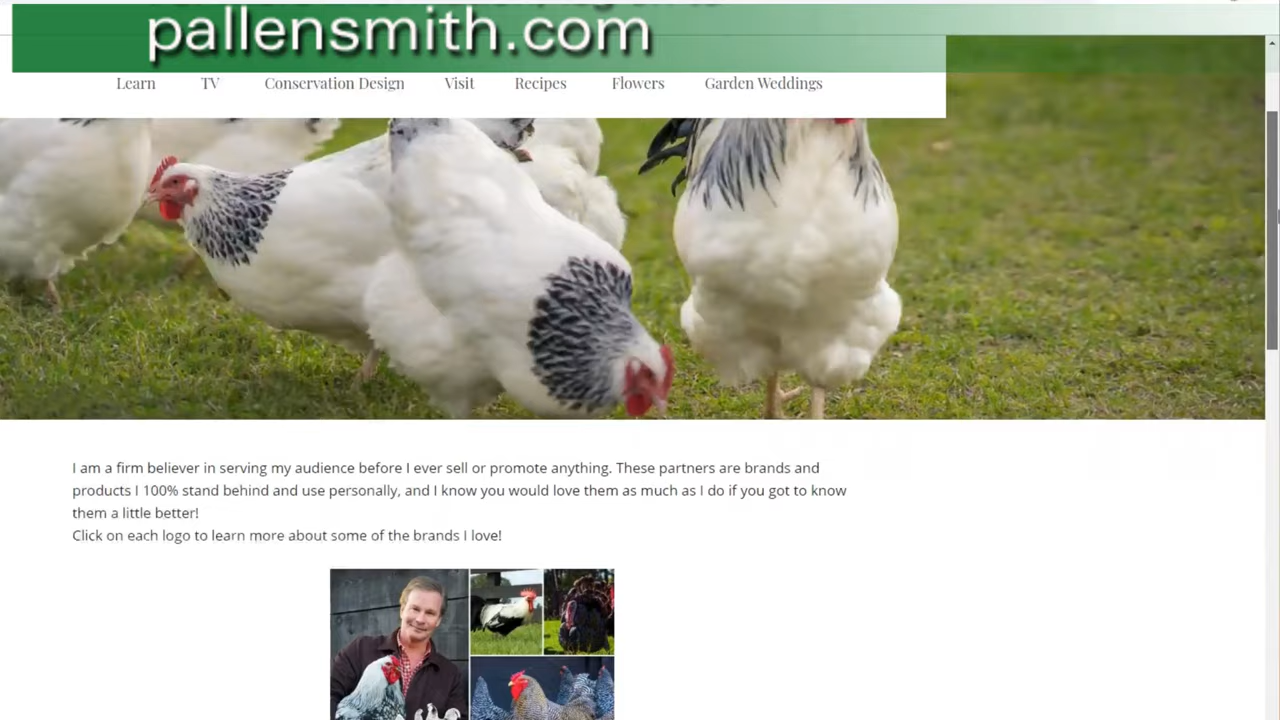 pallensmith.com
Learn TV Conservation Design Visit Recipes Flowers Garden Weddings
I am a firm believer in serving my audience before I ever sell or promote anything. These partners are brands and
products I 100% stand behind and use personally, and I know you would love them as much as I do if you got to know
them a little better!
Click on each logo to learn more about some of the brands I love!